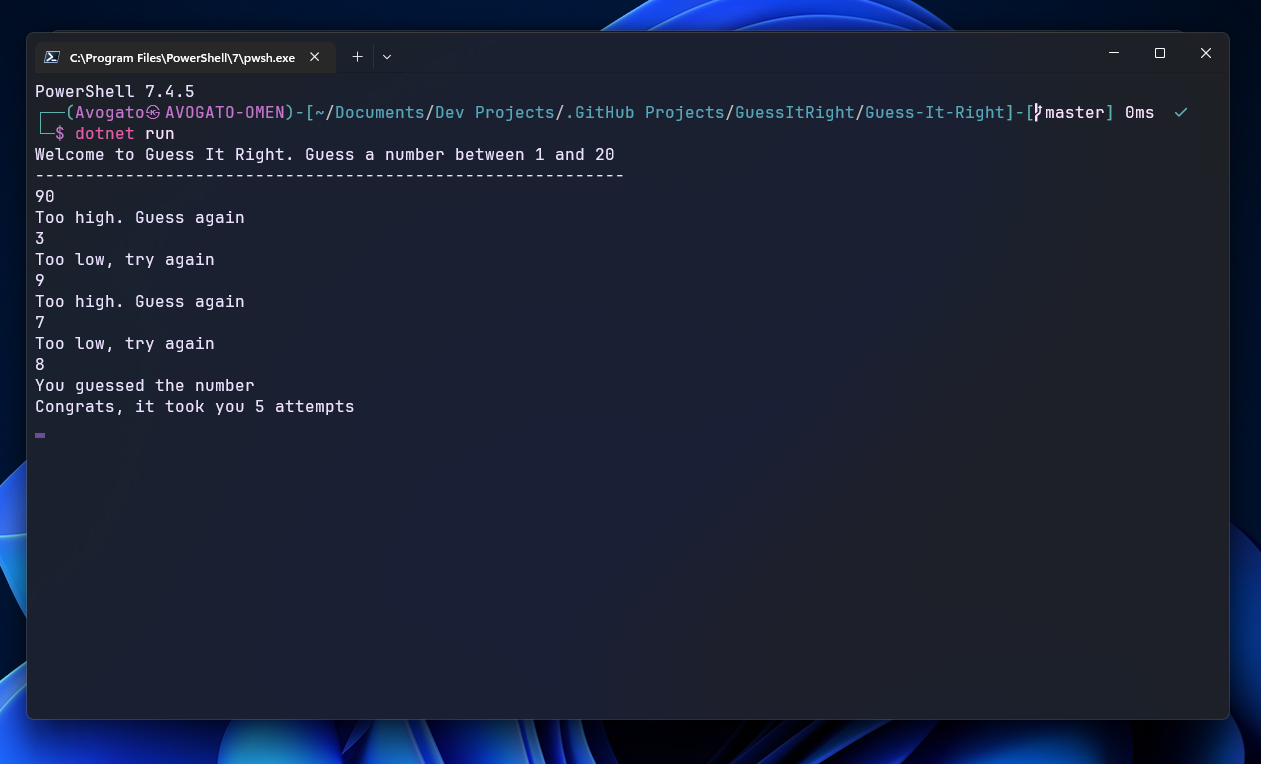 C:\Program Files\PowerShell\7\pwsh.exe
PowerShell 7.4.5
┌──(Avogato㉿AVOGATO-OMEN)-[~/Documents/Dev Projects/.GitHub Projects/GuessItRight/Guess-It-Right]-[master] 0ms ✓
└─$ dotnet run
Welcome to Guess It Right. Guess a number between 1 and 20
-----------------------------------------------------------
90
Too high. Guess again
3
Too low, try again
9
Too high. Guess again
7
Too low, try again
8
You guessed the number
Congrats, it took you 5 attempts